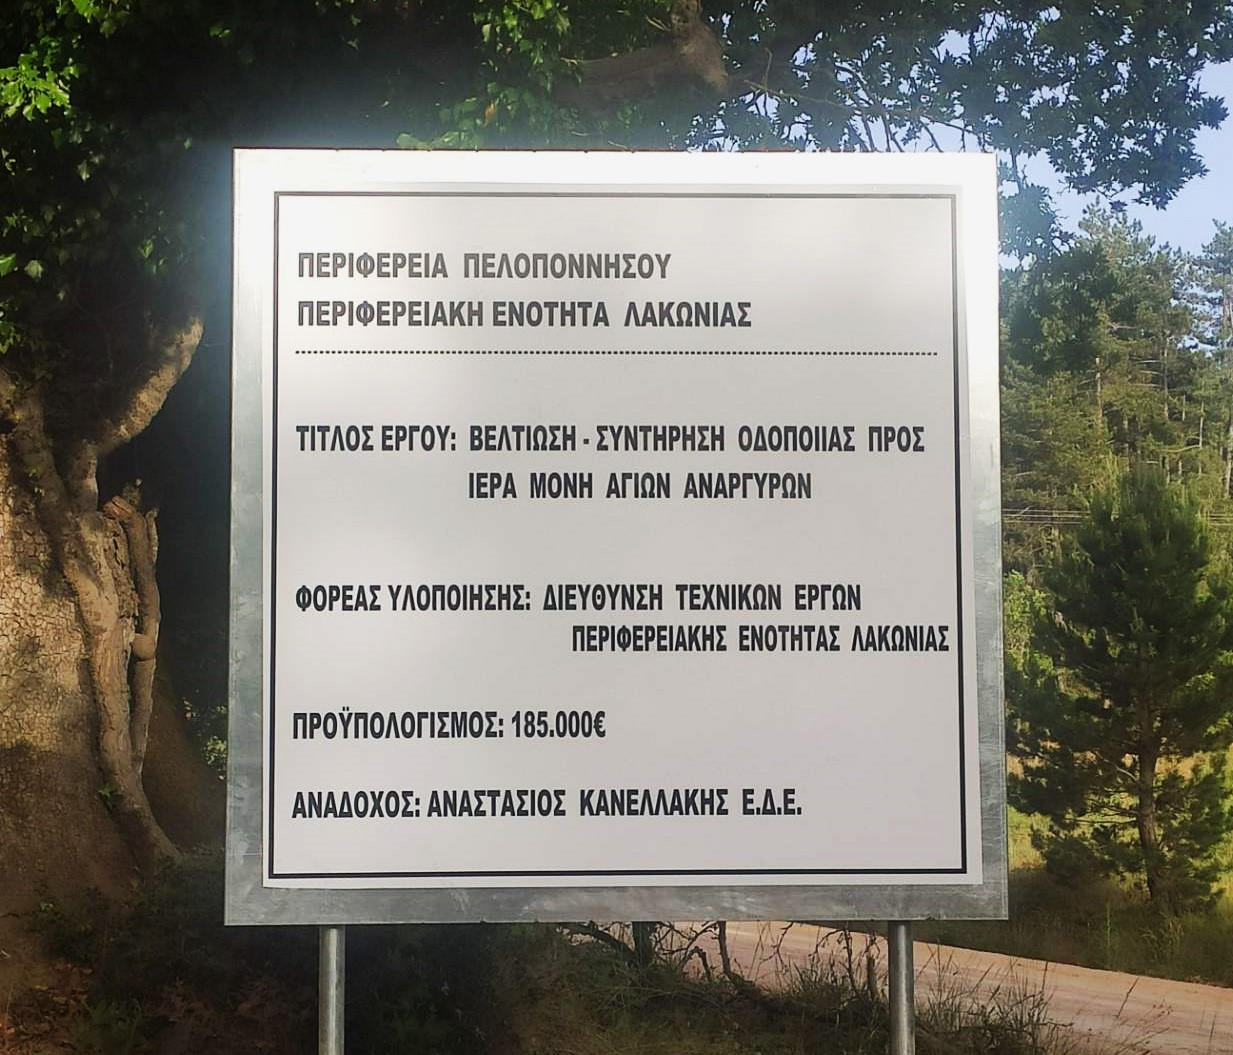 ΠΕΡΙΦΕΡΕΙΑ ΠΕΛΟΠΟΝΝΗΣΟΥ
ΠΕΡΙΦΕΡΕΙΑΚΗ ΕΝΟΤΗΤΑ ΛΑΚΩΝΙΑΣ
ΤΙΤΛΟΣ ΕΡΓΟΥ: ΒΕΛΤΙΩΣΗ - ΣΥΝΤΗΡΗΣΗ ΟΔΟΠΟΙΙΑΣ ΠΡΟΣ
ΙΕΡΑ ΜΟΝΗ ΑΓΙΩΝ ΑΝΑΡΓΥΡΩΝ
ΦΟΡΕΑΣ ΥΛΟΠΟΙΗΣΗΣ: ΔΙΕΥΘΥΝΣΗ ΤΕΧΝΙΚΩΝ ΕΡΓΩΝ
ΠΕΡΙΦΕΡΕΙΑΚΗΣ ΕΝΟΤΗΤΑΣ ΛΑΚΩΝΙΑΣ
ΠΡΟΫΠΟΛΟΓΙΣΜΟΣ: 185.000€
ΑΝΑΔΟΧΟΣ: ΑΝΑΣΤΑΣΙΟΣ ΚΑΝΕΛΛΑΚΗΣ Ε.Δ.Ε.